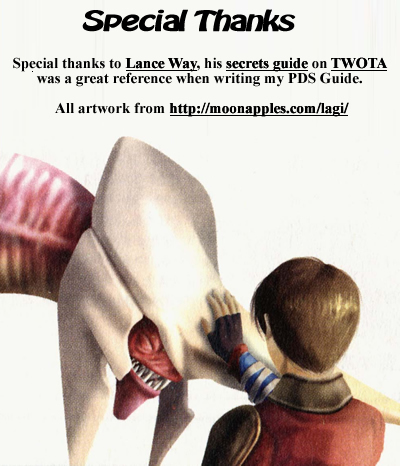 Special Thanks
Special thanks to Lance Way, his secrets guide on TWOTA
was a great reference when writing my PDS Guide.
All artwork from http://moonapples.com/lagi/